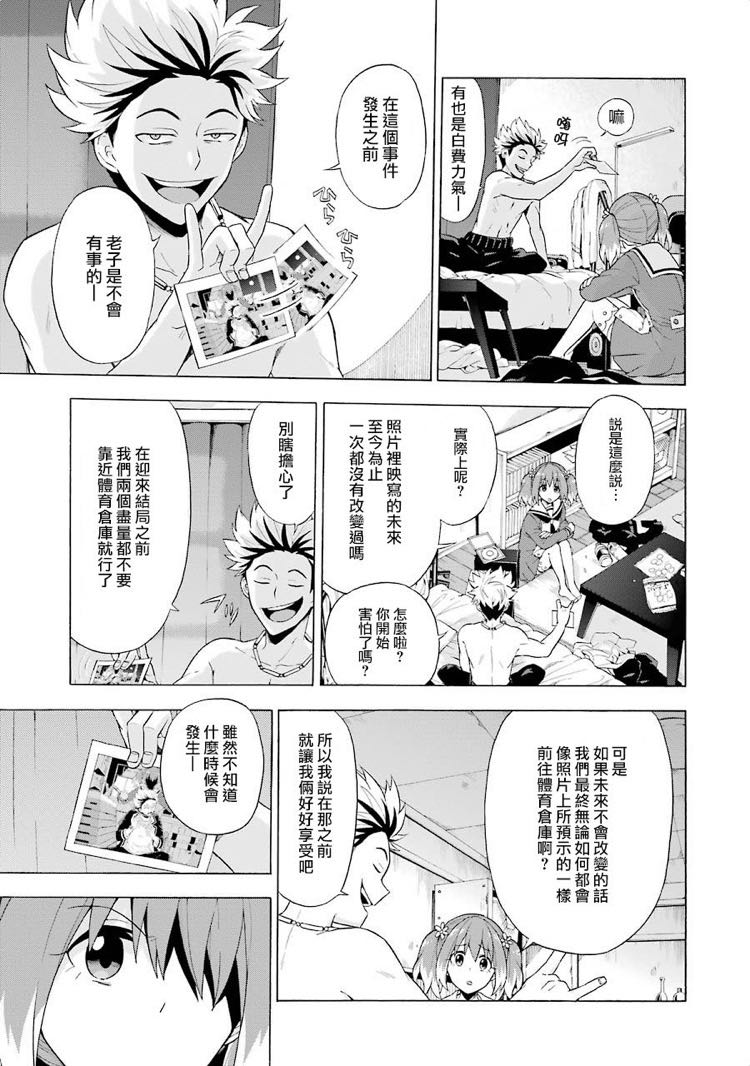 嘛
嗡
呀
有也是白費力氣—
在這個事件
發生之前
ひら
ひら
老子是不會
有事的—
說是這麼說…
實際上呢？
照片裡映寫的未來
至今為止
一次都沒有改變過嗎
怎麼啦？
你開始
害怕了嗎？
別瞎擔心了
在迎來結局之前
我們兩個盡量都不要
靠近體育倉庫就行了
可是
如果未來不會改變的話
我們最終無論如何都會
像照片上所預示的一樣
前往體育倉庫啊？
所以我說在那之前
就讓我倆好好享受吧
雖然不知道
什麼時候會
發生—